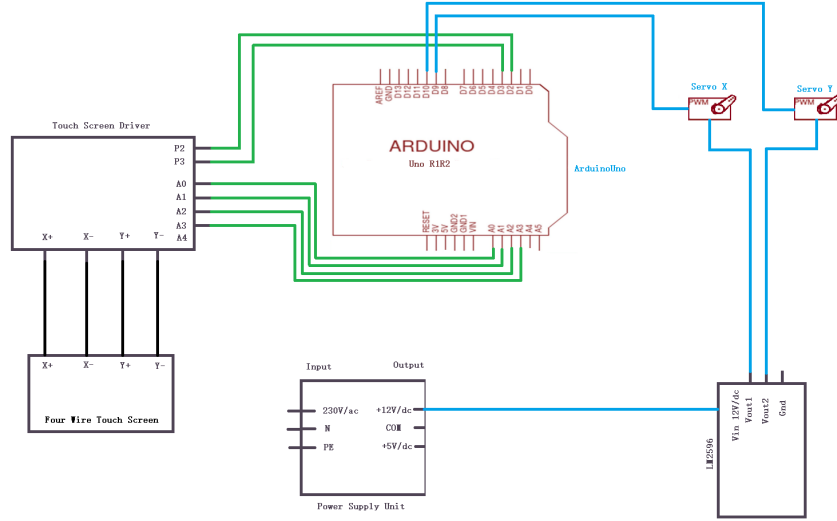 Servo X
Servo Y
PWM
PWM
AREF
GND
D13
D12
D11
D10
D9
D8
D7
D6
D5
D4
D3
D2
D1
D0
Touch Screen Driver
P2
P3
A0
A1
A2
A3
A4
X+ X- Y+ Y-
ARDUINO
Uno R1R2
ArduinoUno
RESET
3V
5V
GND2
GND1
VIN
A0
A1
A2
A3
A4
A5
X+ X- Y+ Y-
Four Wire Touch Screen
Input Output
230V/ac +12V/dc
N COM
PE +5V/dc
Power Supply Unit
Vin 12V/dc
Vout1
Vout2
Gnd
LM2596